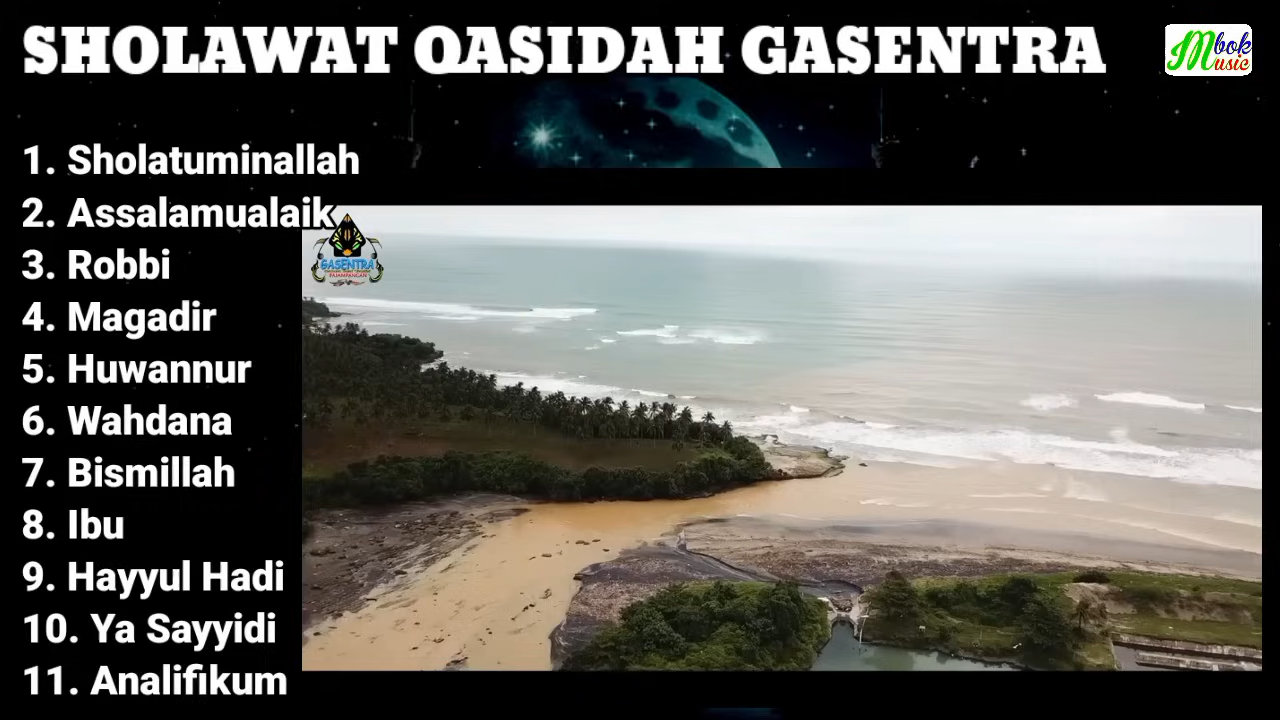 SHOLAWAT QASIDAH GASENTRA
Mbok
Music
1. Sholatuminallah
2. Assalamualaik
3. Robbi
4. Magadir
5. Huwannur
6. Wahdana
7. Bismillah
8. Ibu
9. Hayyul Hadi
10. Ya Sayyidi
11. Analifikum
GASENTRA
PAJAMPANGAN